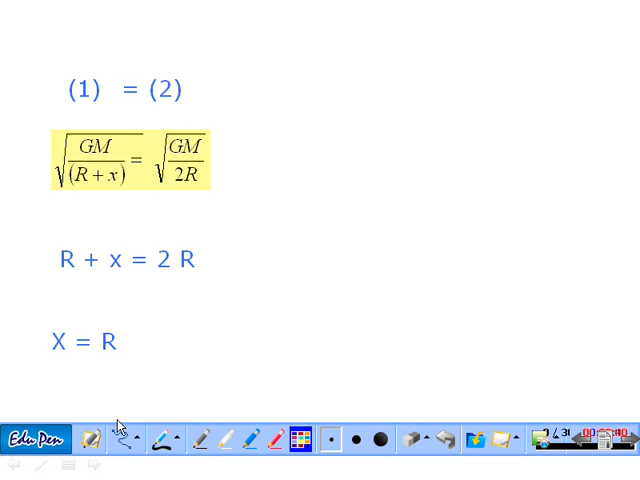 (1) = (2)
√GM/(R + x) = √GM/2R
R + x = 2 R
X = R
Edu Pen